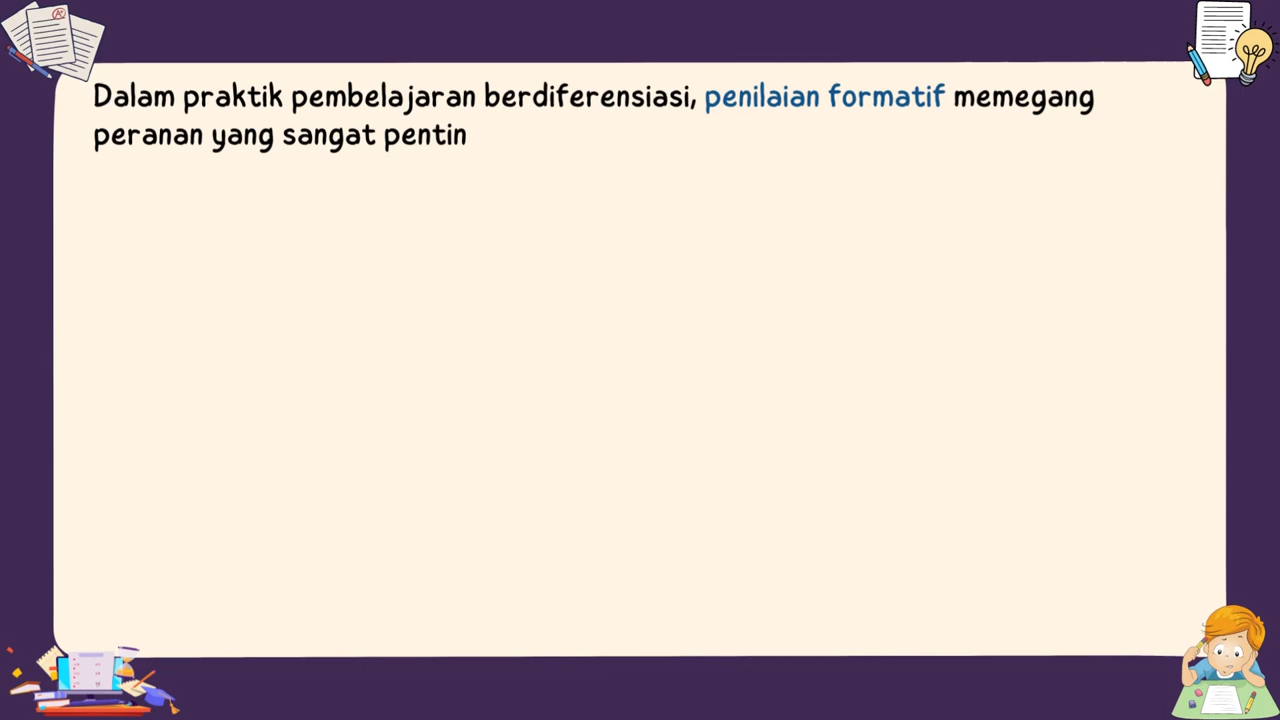 Dalam praktik pembelajaran berdiferensiasi, penilaian formatif memegang
peranan yang sangat pentin